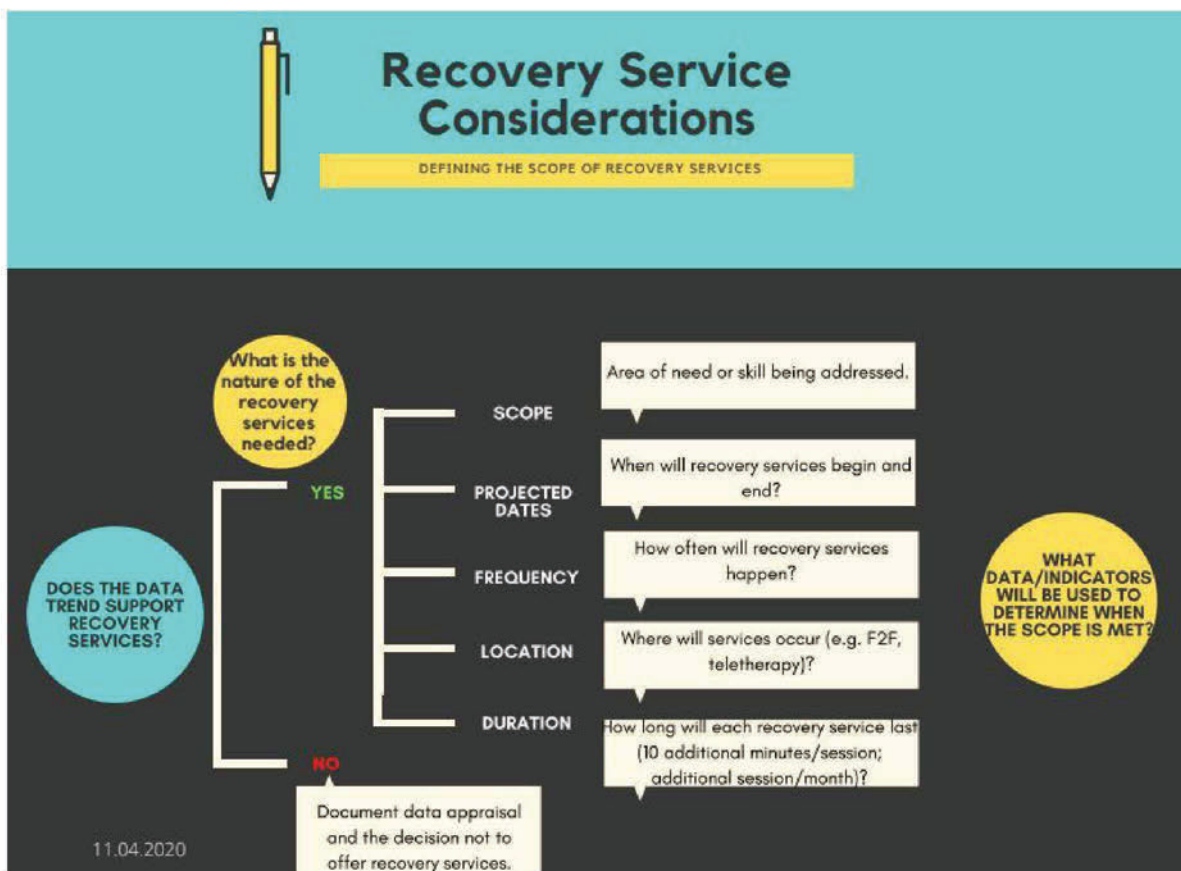 Recovery Service
Considerations
DEFINING THE SCOPE OF RECOVERY SERVICES
What is the
nature of the
recovery
services
needed?
DOES THE DATA
TREND SUPPORT
RECOVERY
SERVICES?
YES
SCOPE
Area of need or skill being addressed.
PROJECTED
DATES
When will recovery services begin and
end?
FREQUENCY
How often will recovery services
happen?
LOCATION
Where will services occur (e.g. F2F,
teletherapy)?
DURATION
How long will each recovery service last
(10 additional minutes/session;
additional session/month)?
WHAT
DATA/INDICATORS
WILL BE USED TO
DETERMINE WHEN
THE SCOPE IS MET?
NO
Document data appraisal
and the decision not to
offer recovery services.
11.04.2020